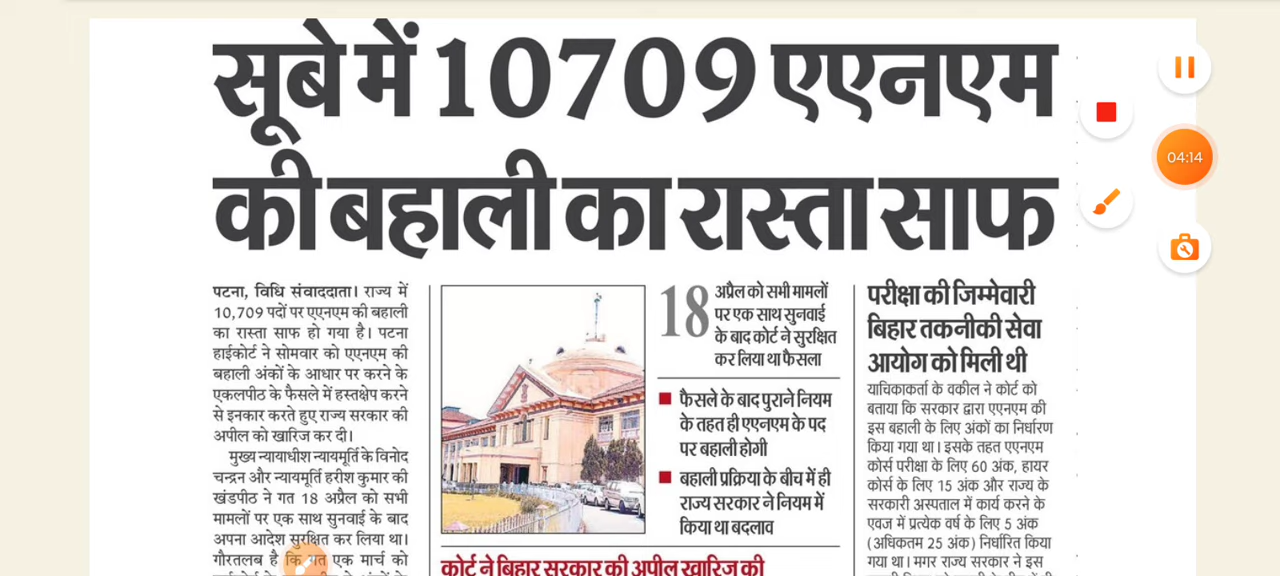 सूबे में 10709 एएनएम
की बहाली का रास्ता साफ
पटना, विधि संवाददाता। राज्य में
10,709 पदों पर एएनएम की बहाली
का रास्ता साफ हो गया है। पटना
हाईकोर्ट ने सोमवार को एएनएम की
बहाली अंकों के आधार पर करने के
एकलपीठ के फैसले में हस्तक्षेप करने
से इनकार करते हुए राज्य सरकार की
अपील को खारिज कर दी।
मुख्य न्यायाधीश न्यायमूर्ति के विनोद
चन्द्रन और न्यायमूर्ति हरीश कुमार की
खंडपीठ ने गत 18 अप्रैल को सभी
मामलों पर एक साथ सुनवाई के बाद
अपना आदेश सुरक्षित कर लिया था।
गौरतलब है कि गत एक मार्च को
18 अप्रैल को सभी मामलों
पर एक साथ सुनवाई
के बाद कोर्ट ने सुरक्षित
कर लिया था फैसला
फैसले के बाद पुराने नियम
के तहत ही एएनएम के पद
पर बहाली होगी
बहाली प्रक्रिया के बीच में ही
राज्य सरकार ने नियम में
किया था बदलाव
कोर्ट ने बिहार सरकार की अपील खारिज की
परीक्षा की जिम्मेवारी
बिहार तकनीकी सेवा
आयोग को मिली थी
याचिकाकर्ता के वकील ने कोर्ट को
बताया कि सरकार द्वारा एएनएम की
इस बहाली के लिए अंकों का निर्धारण
किया गया था। इसके तहत एएनएम
कोर्स परीक्षा के लिए 60 अंक, हायर
कोर्स के लिए 15 अंक और राज्य के
सरकारी अस्पताल में कार्य करने के
एवज में प्रत्येक वर्ष के लिए 5 अंक
(अधिकतम 25 अंक) निर्धारित किया
गया था। मगर राज्य सरकार ने इस
04:14